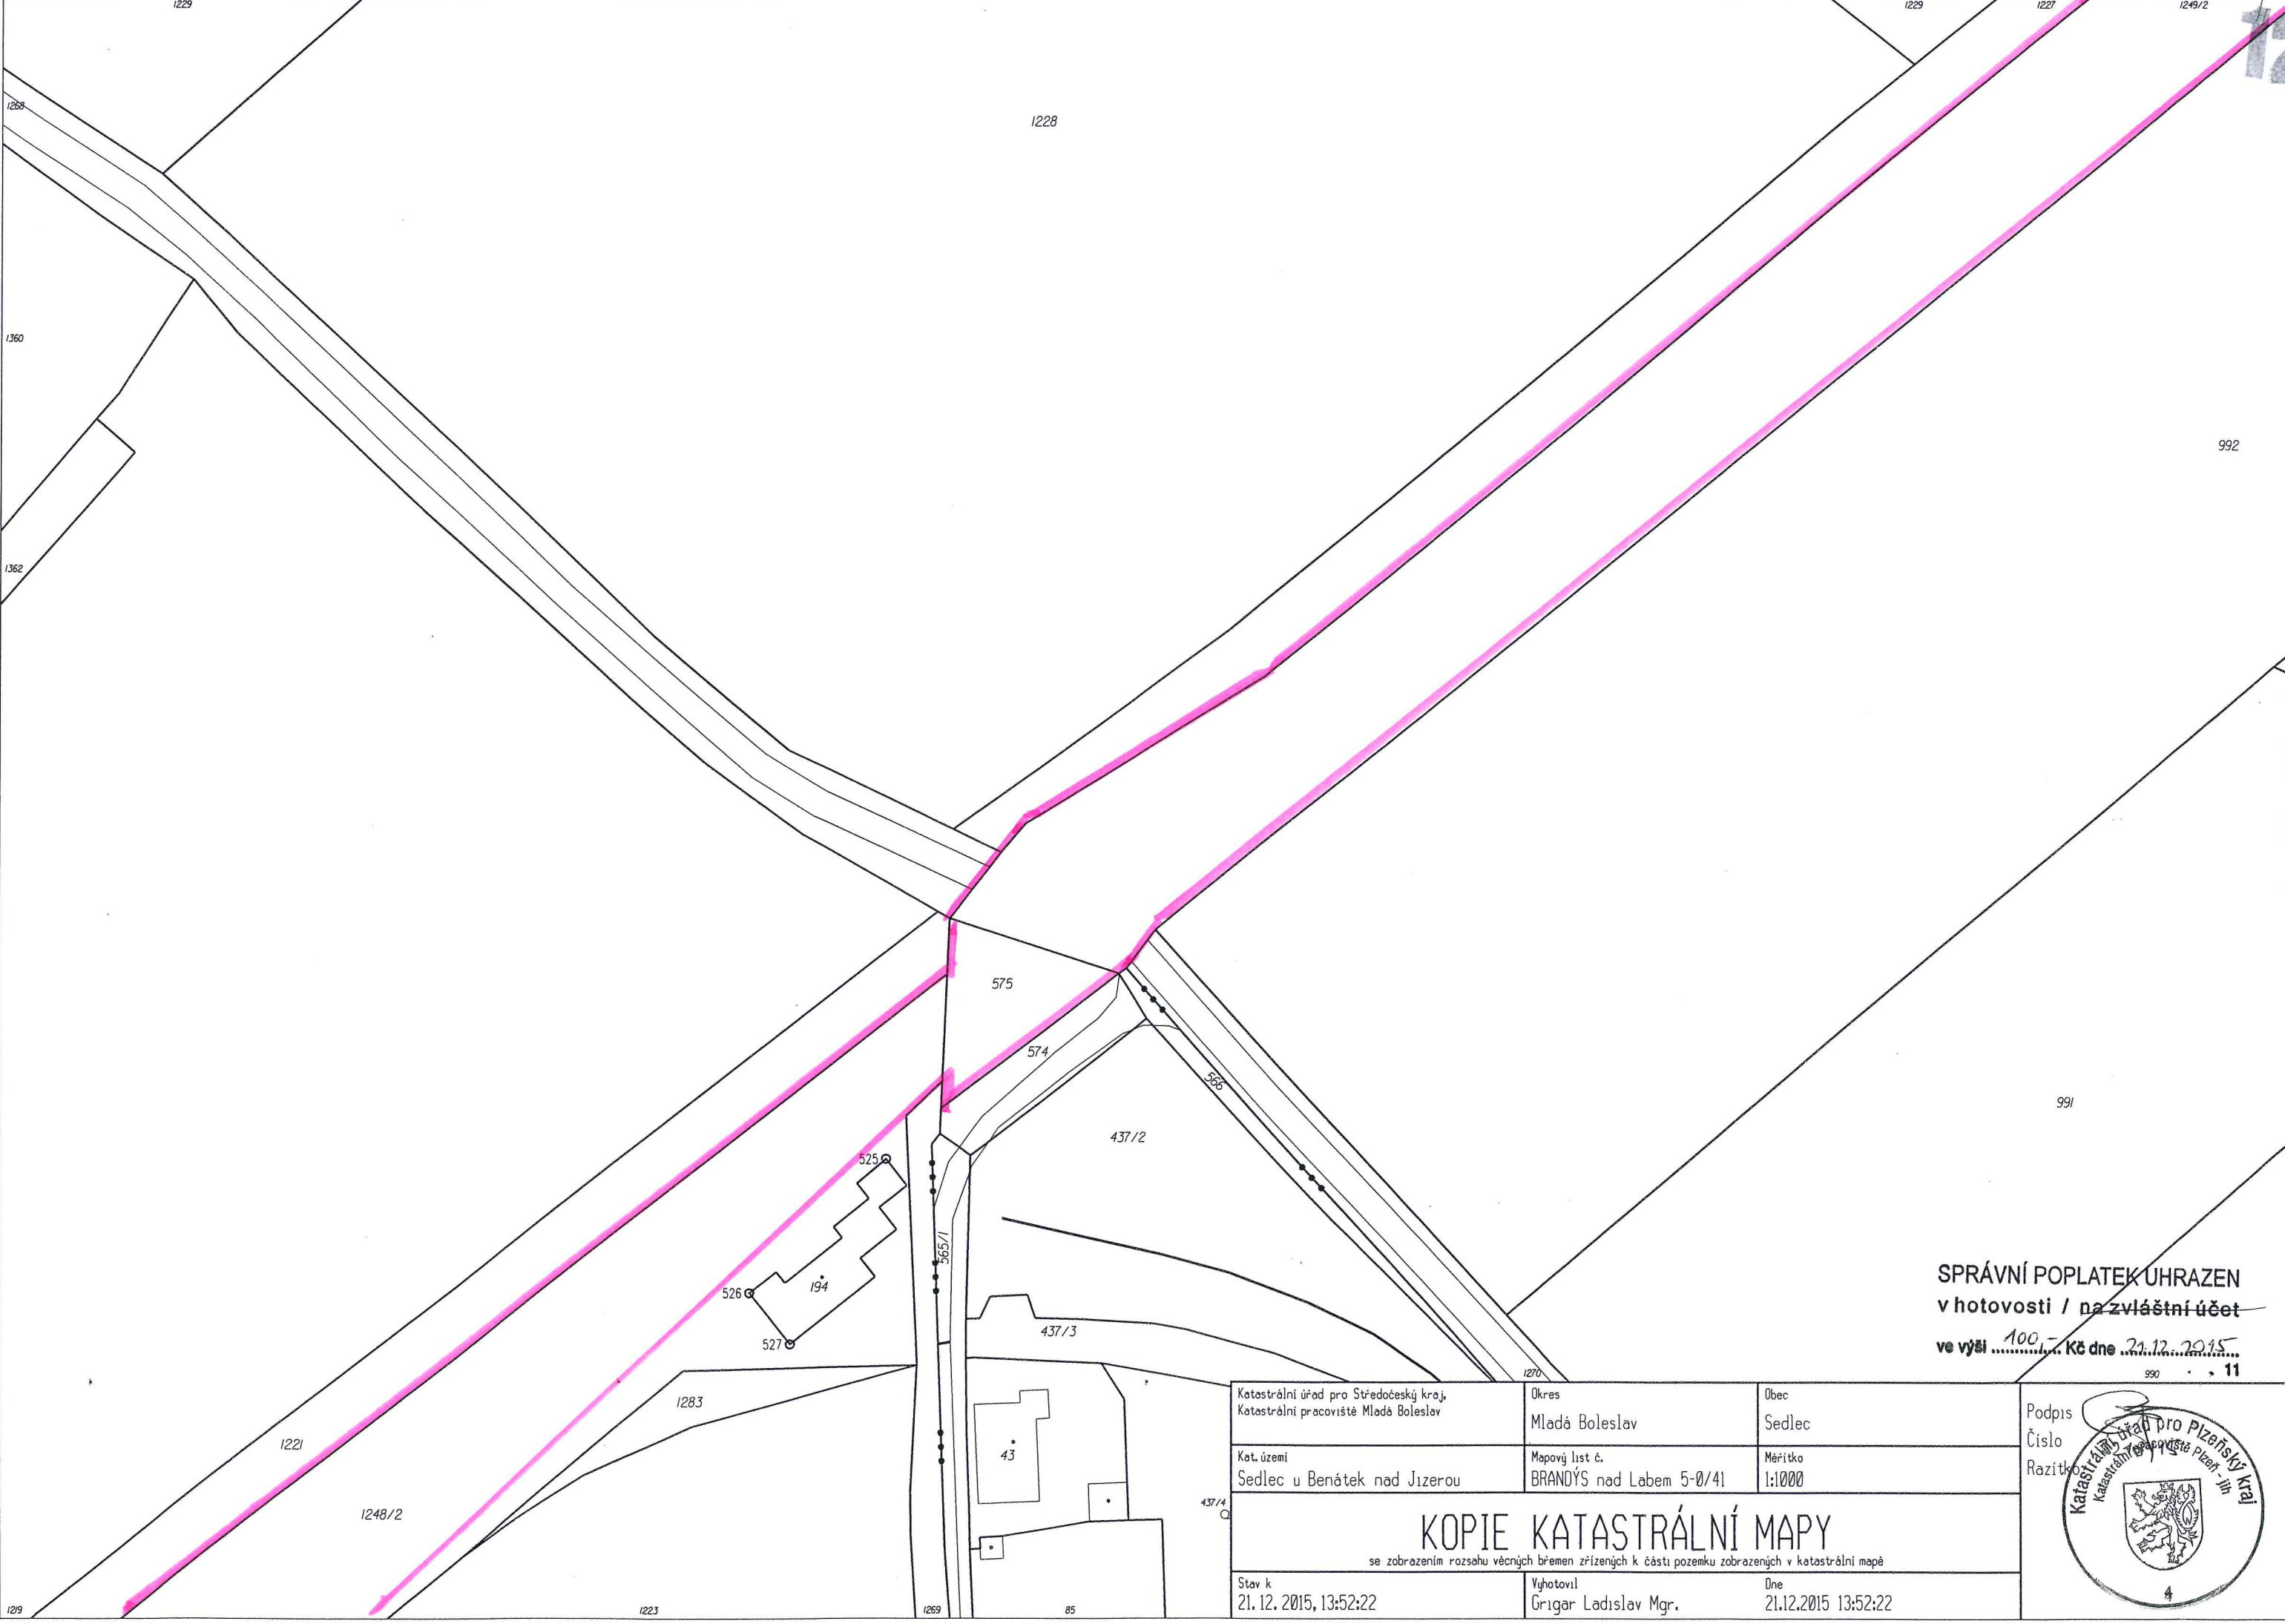 1229
1229
1227
1249/2
12
1268
1228
1360
992
1362
575
574
566
991
437/2
525
565/1
194
526
527
437/3
SPRÁVNÍ POPLATEK UHRAZEN
v hotovosti / na zvláštní účet
ve výši 100,- Kč dne 21.12.2015
990 11
1270
1283
1221
43
1248/2
437/4
1219
1223
1269
85
Katastrální úřad pro Středočeský kraj,
Katastrální pracoviště Mladá Boleslav
Okres
Mladá Boleslav
Obec
Sedlec
Kat. území
Sedlec u Benátek nad Jizerou
Mapový list č.
BRANDÝS nad Labem 5-0/41
Měřítko
1:1000
KOPIE KATASTRÁLNÍ MAPY
se zobrazením rozsahu věcných břemen zřízených k části pozemku zobrazených v katastrální mapě
Stav k
21. 12. 2015, 13:52:22
Vyhotovil
Grigar Ladislav Mgr.
Dne
21.12.2015 13:52:22
Podpis
Číslo
Razítko
Katastrální úřad pro Plzeňský kraj
Katastrální pracoviště Plzeň - jih
4